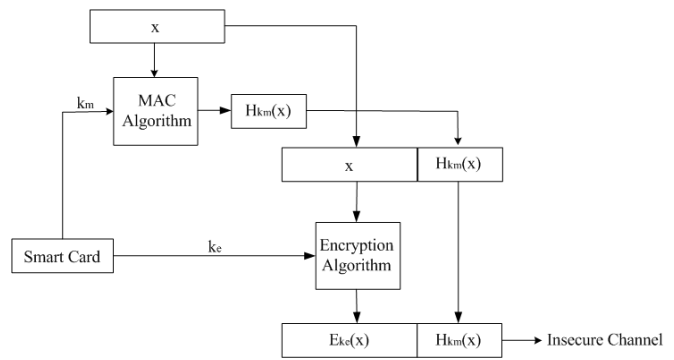 x
km
MAC
Algorithm
Hkm(x)
x
Hkm(x)
Smart Card
ke
Encryption
Algorithm
Eke(x)
Hkm(x)
Insecure Channel